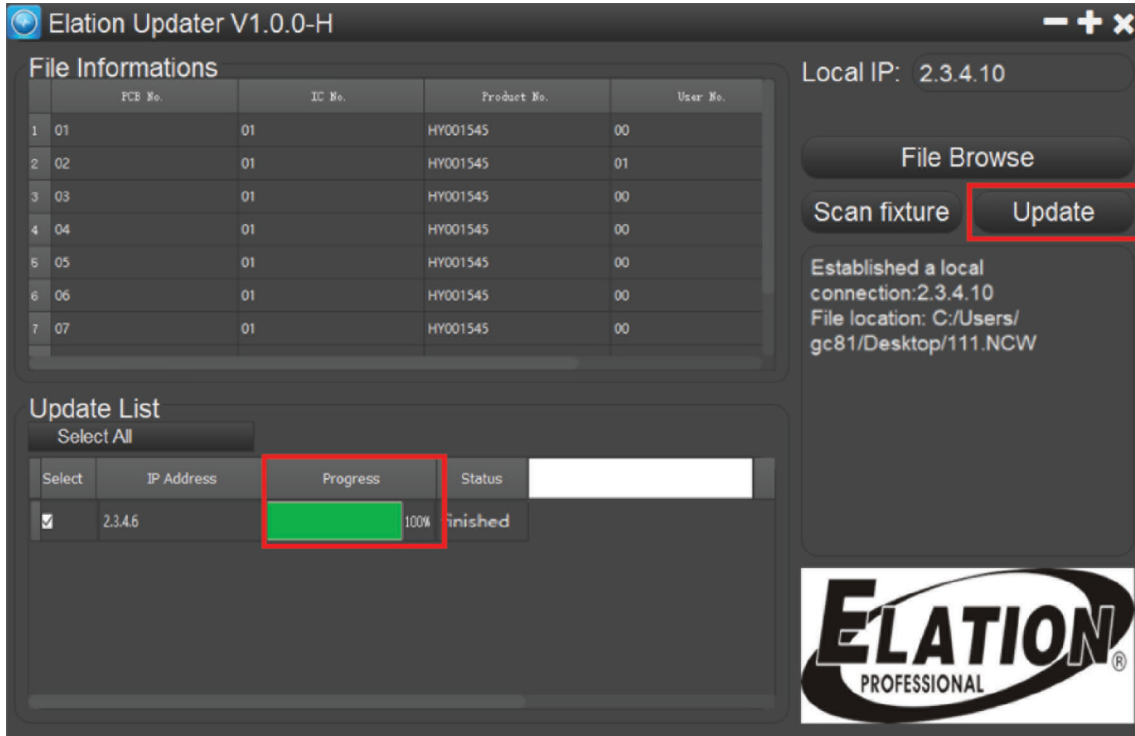 Elation Updater V1.0.0-H
File Informations
PCB No. IC No. Product No. User No.
1 01 01 HY001545 00
2 02 01 HY001545 01
3 03 01 HY001545 00
4 04 01 HY001545 00
5 05 01 HY001545 00
6 06 01 HY001545 00
7 07 01 HY001545 00
Update List
Select All
Select IP Address Progress Status
2.3.4.6 100% finished
Local IP: 2.3.4.10
File Browse
Scan fixture Update
Established a local
connection:2.3.4.10
File location: C:/Users/
gc81/Desktop/111.NCW
ELATION®
PROFESSIONAL